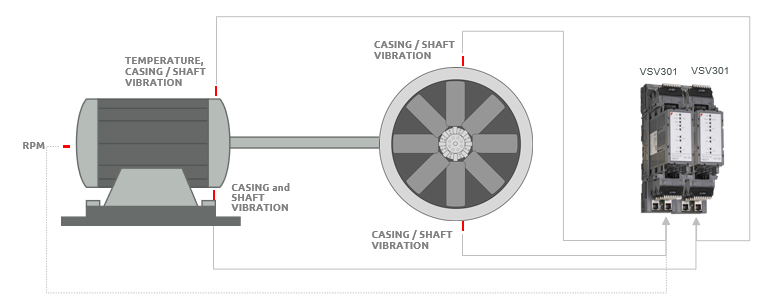 TEMPERATURE,
CASING / SHAFT
VIBRATION
CASING / SHAFT
VIBRATION
VSV301
VSV301
RPM
CASING and
SHAFT
VIBRATION
CASING / SHAFT
VIBRATION